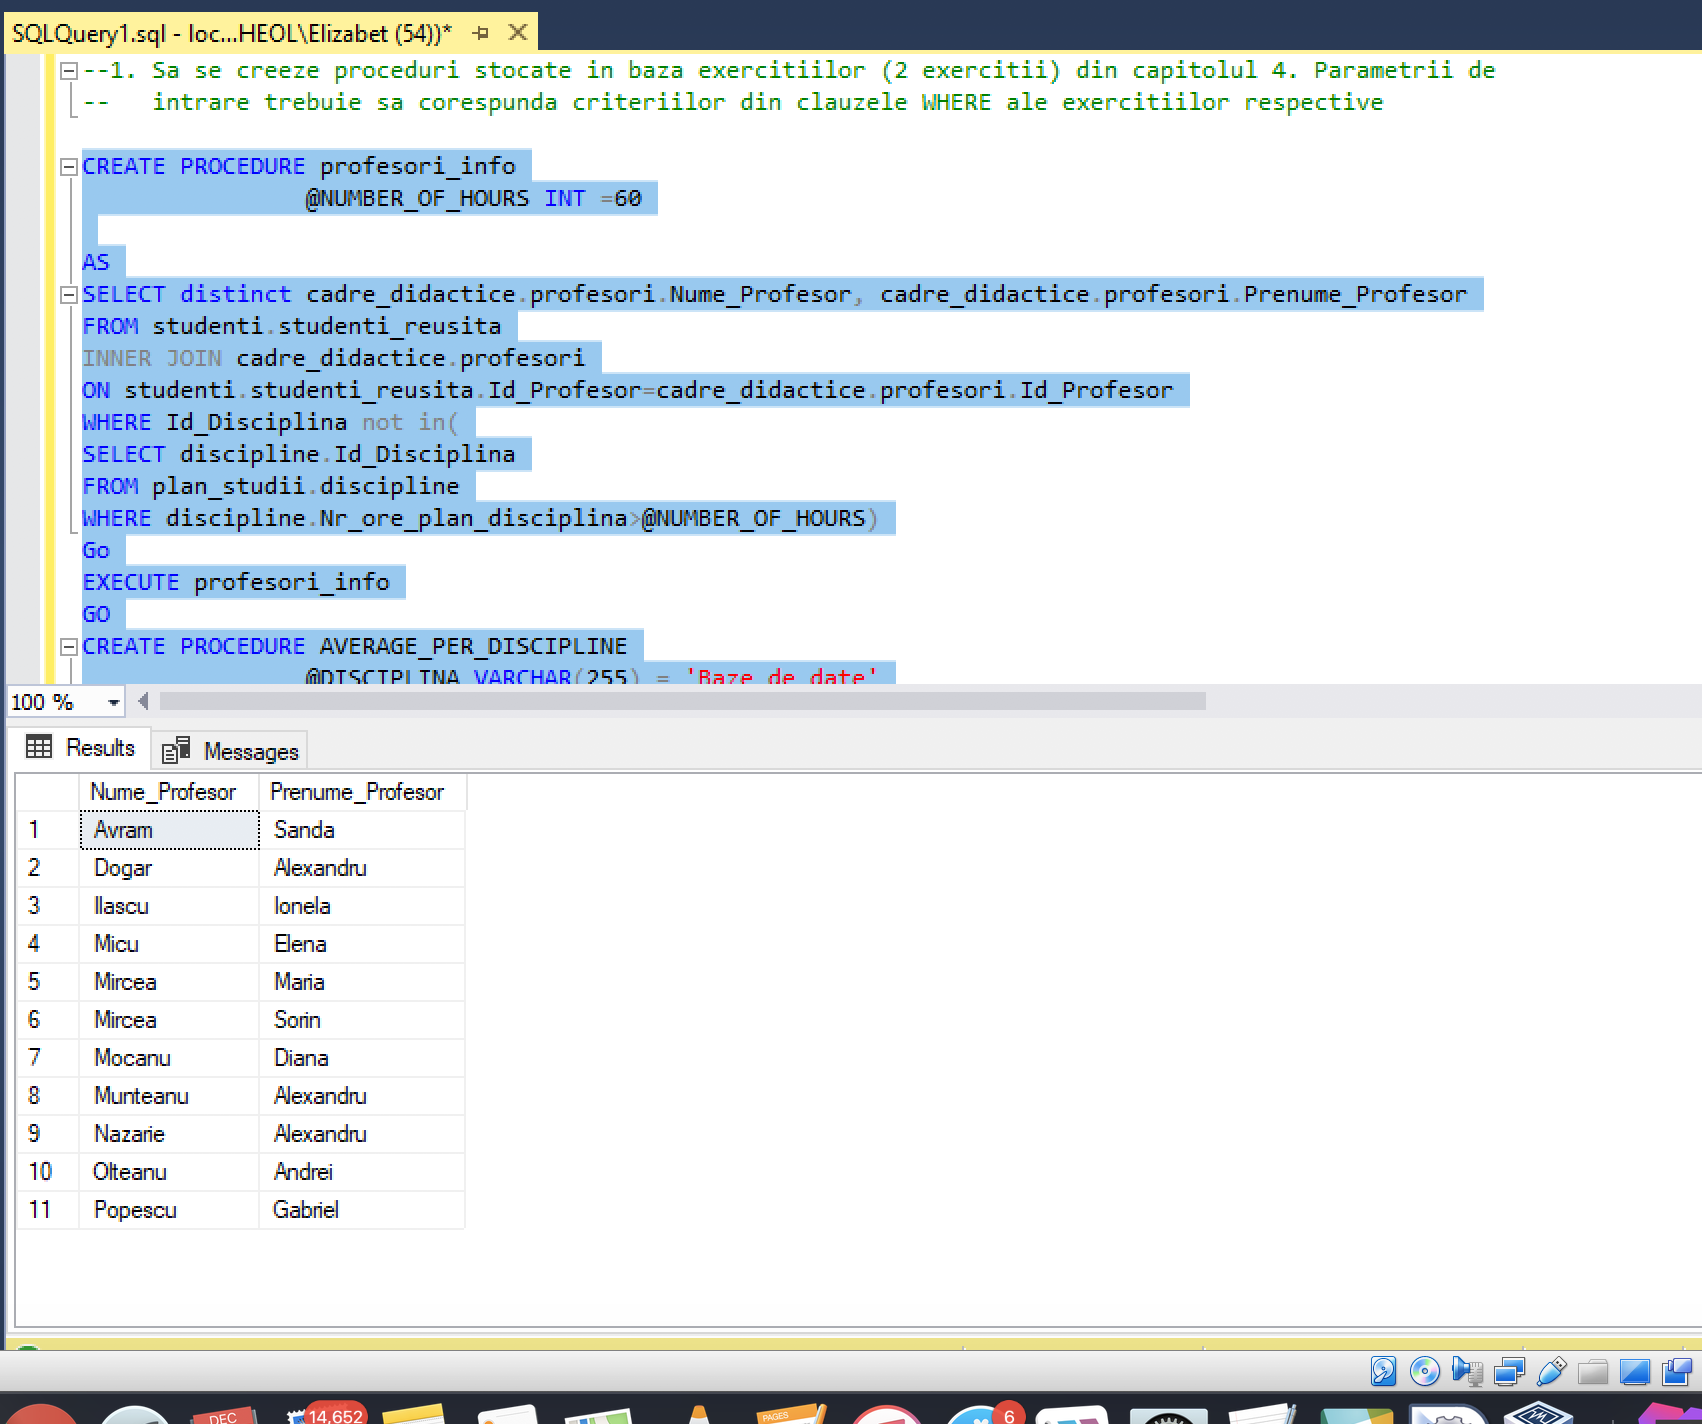 SQLQuery1.sql - loc...HEOL\Elizabet (54))*
--1. Sa se creeze proceduri stocate in baza exercitiilor (2 exercitii) din capitolul 4. Parametrii de
--   intrare trebuie sa corespunda criteriilor din clauzele WHERE ale exercitiilor respective
CREATE PROCEDURE profesori_info
@NUMBER_OF_HOURS INT =60
AS
SELECT distinct cadre_didactice.profesori.Nume_Profesor, cadre_didactice.profesori.Prenume_Profesor
FROM studenti.studenti_reusita
INNER JOIN cadre_didactice.profesori
ON studenti.studenti_reusita.Id_Profesor=cadre_didactice.profesori.Id_Profesor
WHERE Id_Disciplina not in(
SELECT discipline.Id_Disciplina
FROM plan_studii.discipline
WHERE discipline.Nr_ore_plan_disciplina>@NUMBER_OF_HOURS)
Go
EXECUTE profesori_info
GO
CREATE PROCEDURE AVERAGE_PER_DISCIPLINE
@DISCIPLINA VARCHAR(255) = 'Baze de date'
100 %
Results Messages
Nume_Profesor Prenume_Profesor
1 Avram Sanda
2 Dogar Alexandru
3 Ilascu Ionela
4 Micu Elena
5 Mircea Maria
6 Mircea Sorin
7 Mocanu Diana
8 Munteanu Alexandru
9 Nazarie Alexandru
10 Olteanu Andrei
11 Popescu Gabriel
DEC 14,652 PAGES 6